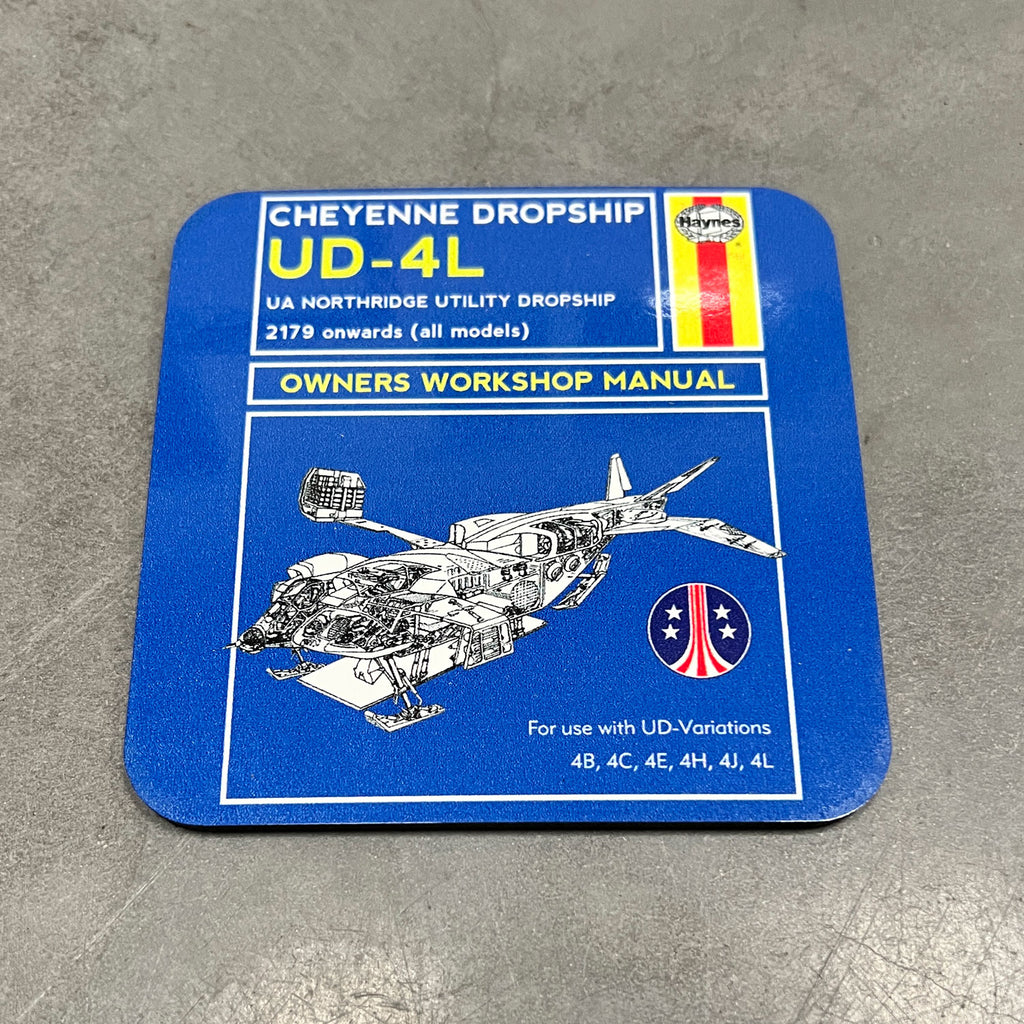 CHEYENNE DROPSHIP
UD-4L
UA NORTHRIDGE UTILITY DROPSHIP
2179 onwards (all models)
Haynes
OWNERS WORKSHOP MANUAL
For use with UD-Variations
4B, 4C, 4E, 4H, 4J, 4L